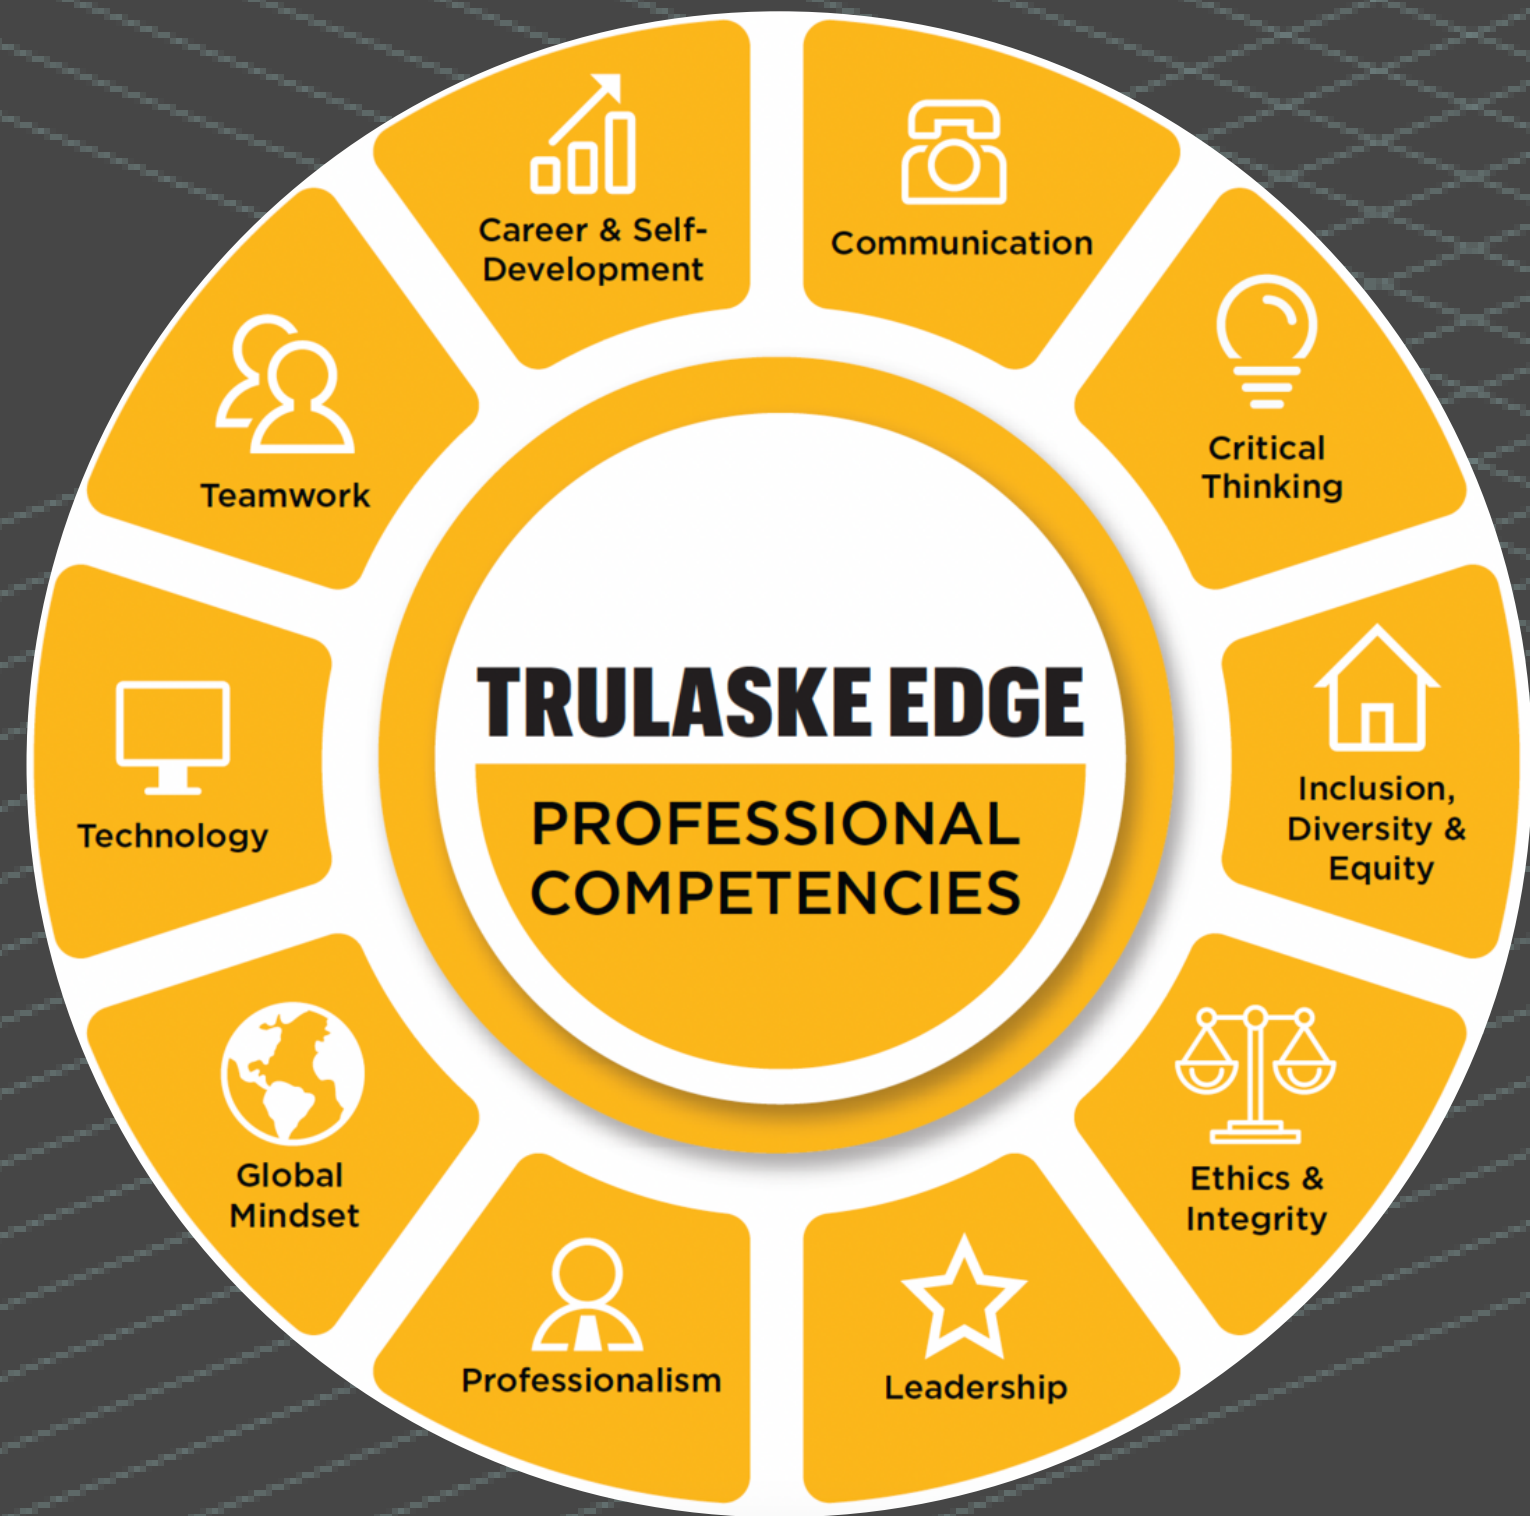 Career & Self-
Development
Communication
Critical
Thinking
Inclusion,
Diversity &
Equity
Ethics &
Integrity
Leadership
Professionalism
Global
Mindset
Technology
Teamwork
TRULASKE EDGE
PROFESSIONAL
COMPETENCIES